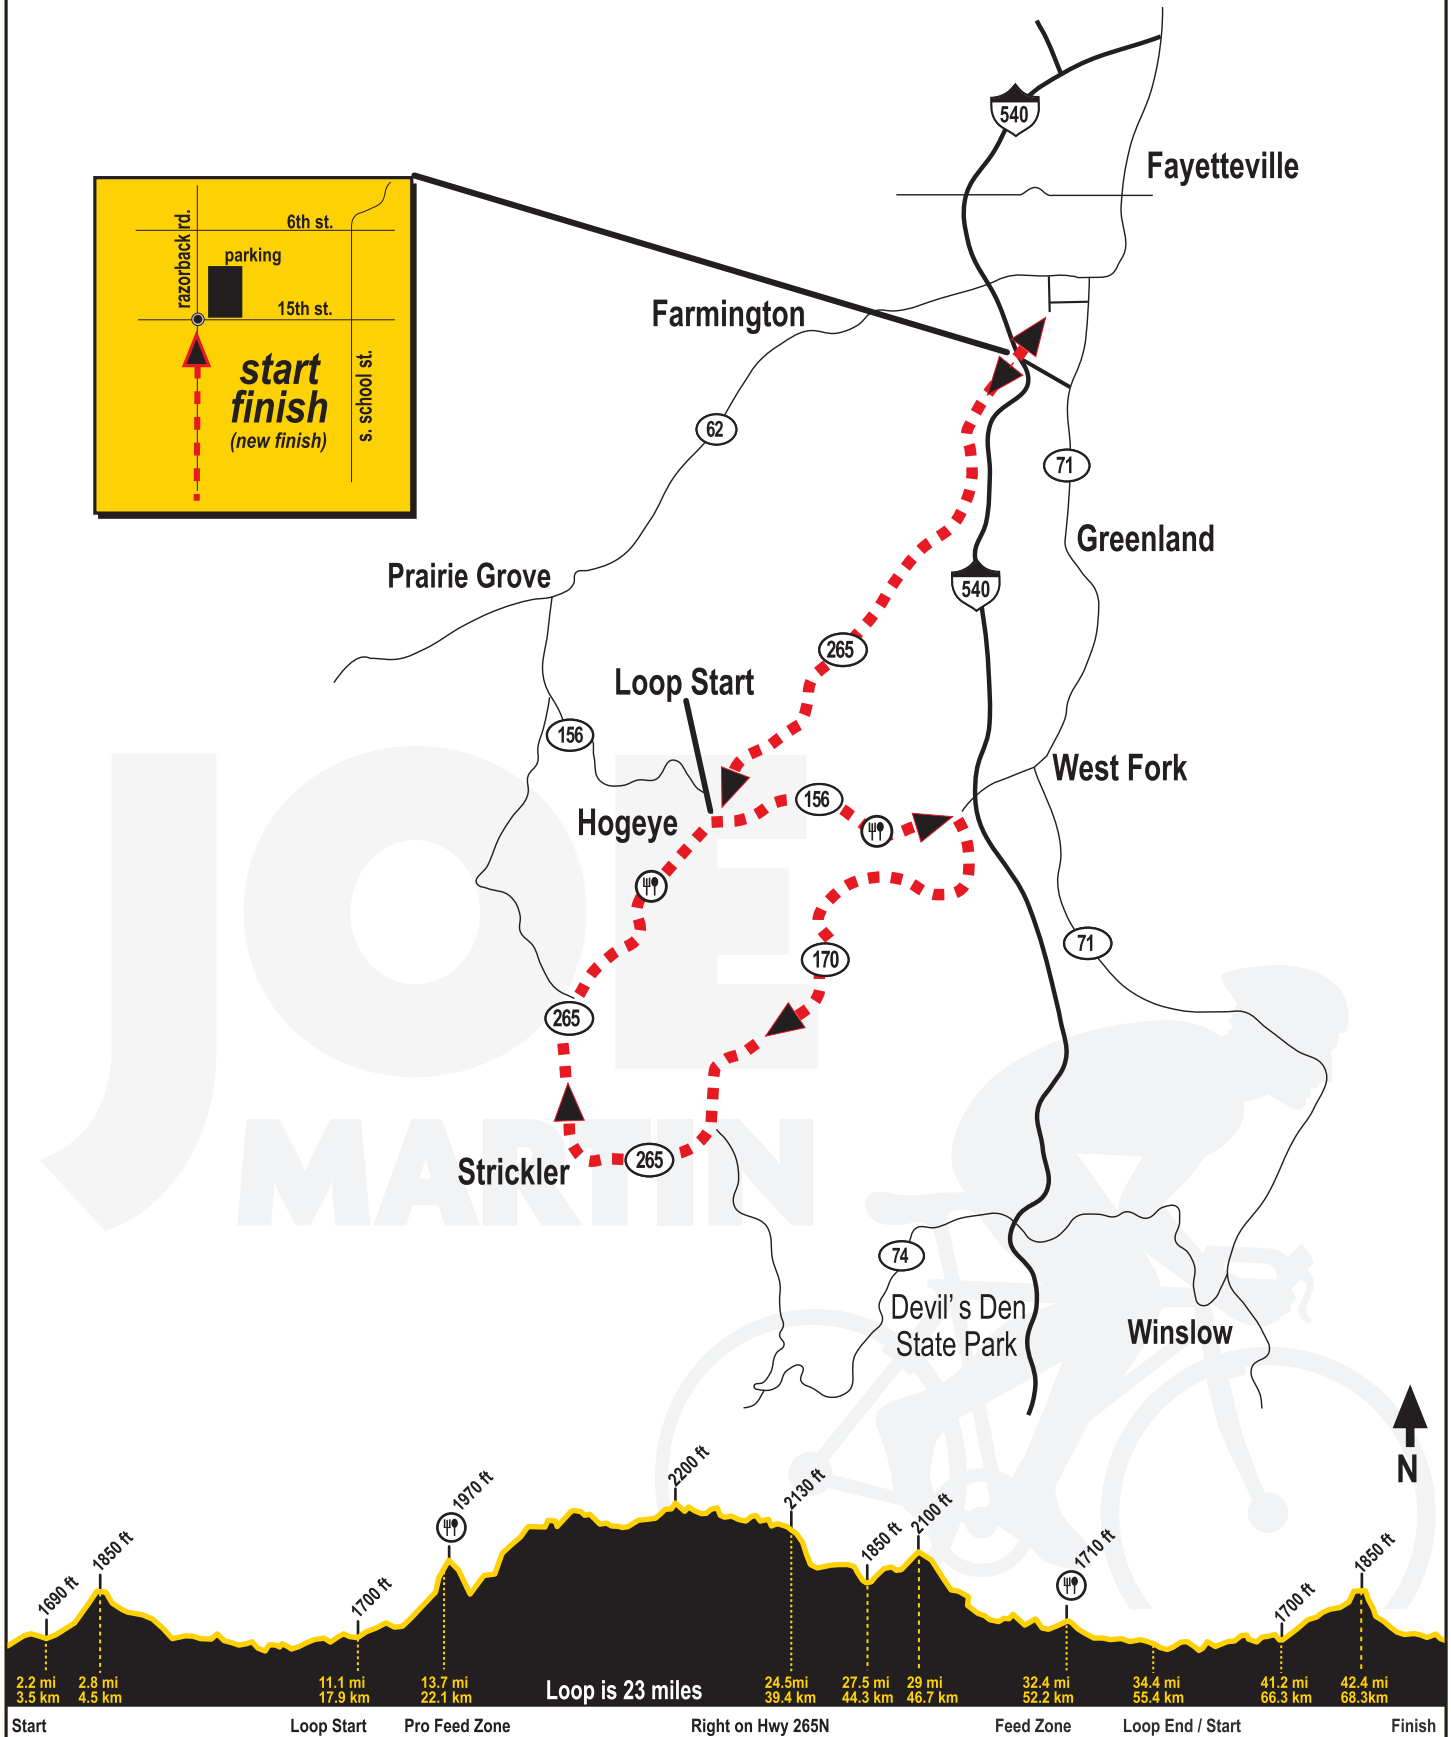 540
Fayetteville
razorback rd.
6th st.
parking
15th st.
start
finish
(new finish)
s. school st.
Farmington
62
71
Greenland
Prairie Grove
540
265
Loop Start
156
West Fork
Hogeye
156
71
170
265
Strickler
265
74
Devil's Den
State Park
Winslow
JOE
MARTIN
N
1690 ft
1850 ft
1700 ft
1970 ft
2200 ft
2130 ft
1850 ft
2100 ft
1710 ft
1700 ft
1850 ft
2.2 mi
3.5 km
2.8 mi
4.5 km
11.1 mi
17.9 km
13.7 mi
22.1 km
Loop is 23 miles
24.5mi
39.4 km
27.5 mi
44.3 km
29 mi
46.7 km
32.4 mi
52.2 km
34.4 mi
55.4 km
41.2 mi
66.3 km
42.4 mi
68.3km
Start
Loop Start
Pro Feed Zone
Right on Hwy 265N
Feed Zone
Loop End / Start
Finish